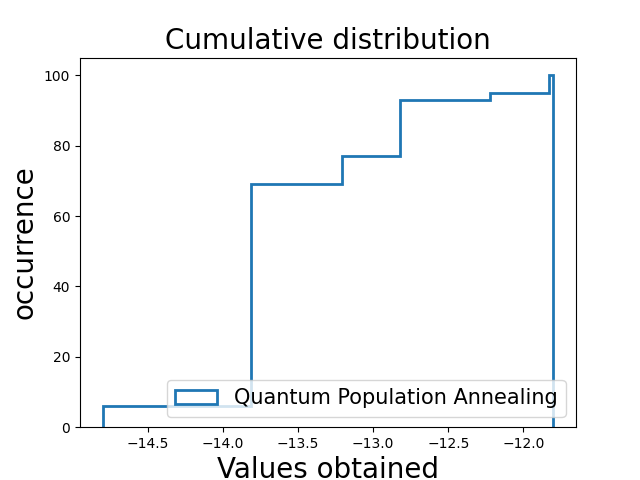 Cumulative distribution
100
80
60
40
20
0
occurrence
Quantum Population Annealing
−14.5 −14.0 −13.5 −13.0 −12.5 −12.0
Values obtained